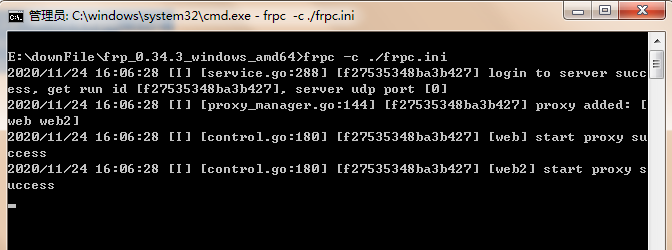 管理员: C:\windows\system32\cmd.exe - frpc -c ./frpc.ini
E:\downFile\frp_0.34.3_windows_amd64>frpc -c ./frpc.ini
2020/11/24 16:06:28 [I] [service.go:288] [f27535348ba3b427] login to server succ
ess, get run id [f27535348ba3b427], server udp port [0]
2020/11/24 16:06:28 [I] [proxy_manager.go:144] [f27535348ba3b427] proxy added: [
web web2]
2020/11/24 16:06:28 [I] [control.go:180] [f27535348ba3b427] [web] start proxy su
ccess
2020/11/24 16:06:28 [I] [control.go:180] [f27535348ba3b427] [web2] start proxy s
uccess